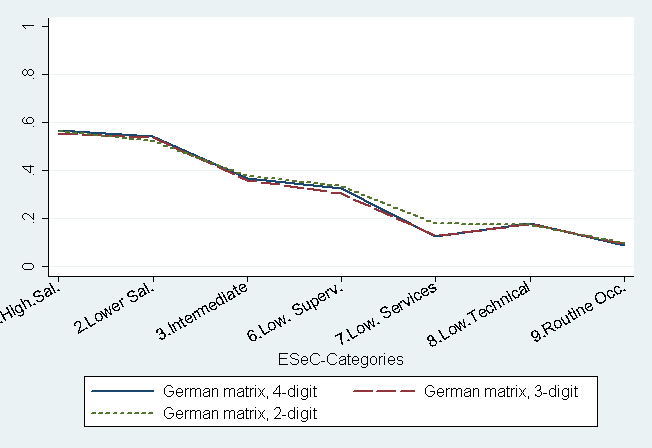 1
.8
.6
.4
.2
0
.High.Sal.
2.Lower Sal.
3.Intermediate
6.Low. Superv.
7.Low. Services
8.Low.Technical
9.Routine Occ.
ESeC-Categories
German matrix, 4-digit
German matrix, 3-digit
German matrix, 2-digit